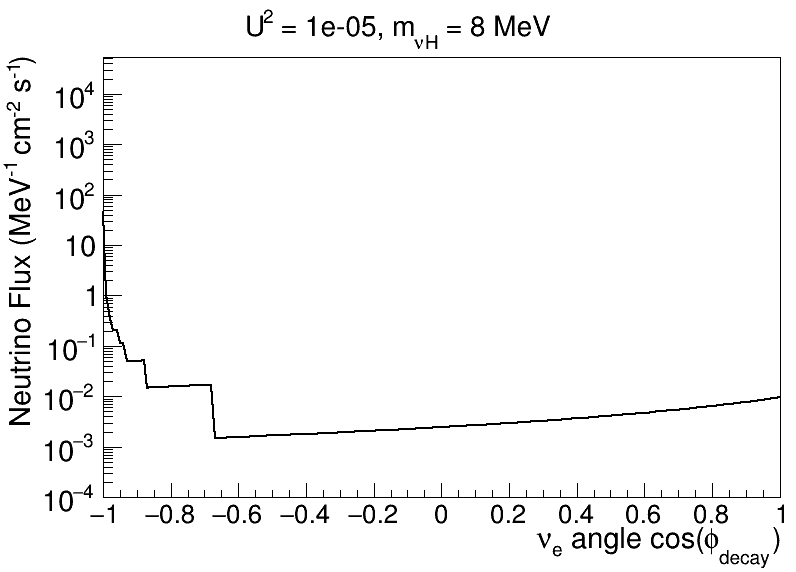 U² = 1e-05, m_νH = 8 MeV
Neutrino Flux (MeV⁻¹ cm⁻² s⁻¹)
10⁴
10³
10²
10
1
10⁻¹
10⁻²
10⁻³
10⁻⁴
−1 −0.8 −0.6 −0.4 −0.2 0 0.2 0.4 0.6 0.8 1
ν_e angle cos(ϕ_decay)